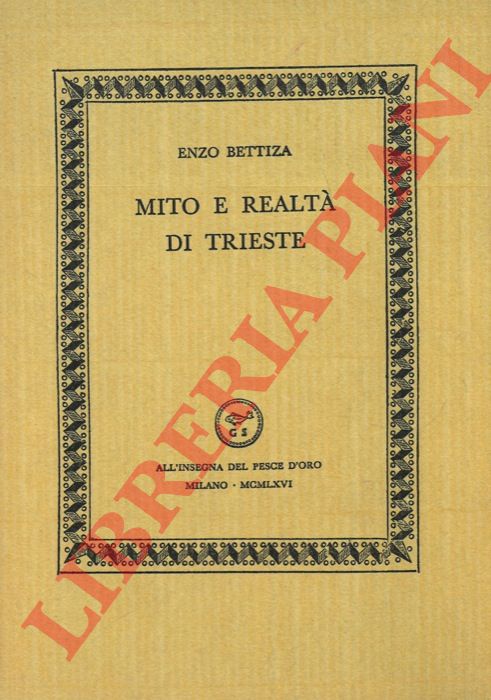 ENZO BETTIZA
MITO E REALTÀ
DI TRIESTE
G S
ALL'INSEGNA DEL PESCE D'ORO
MILANO · MCMLXVI
LIBRERIA PIANI